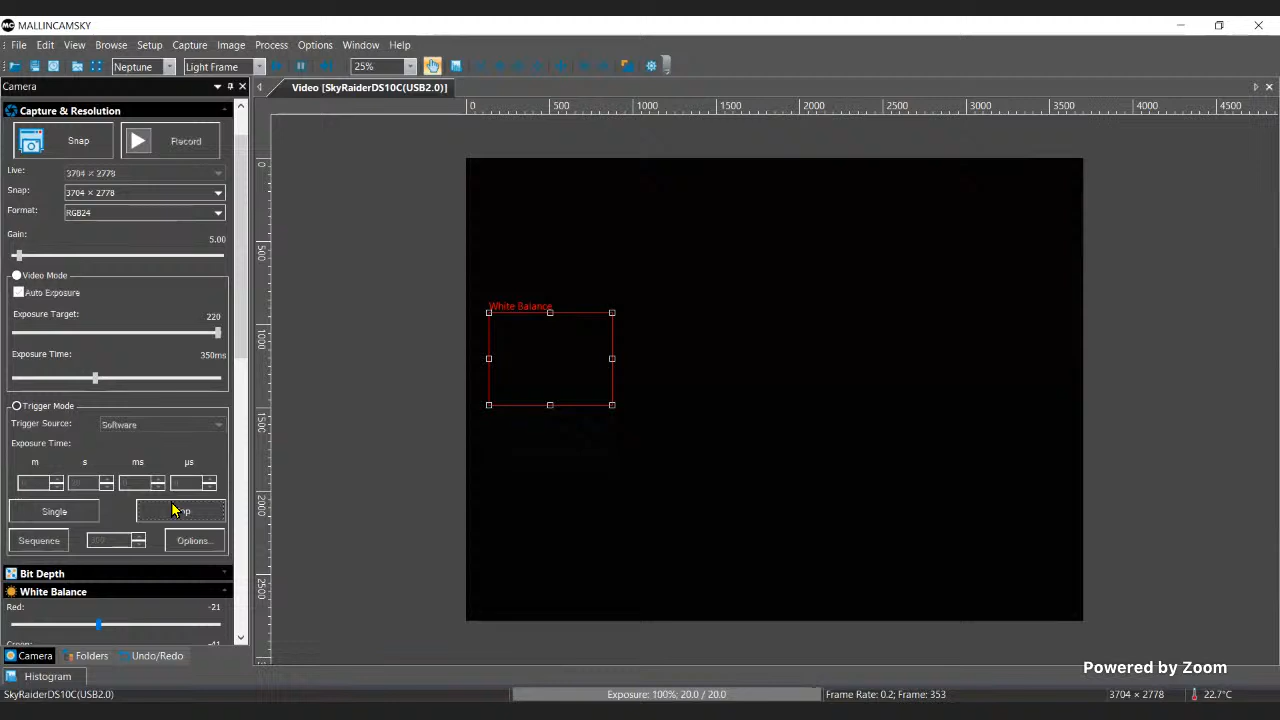 MALLINCAMSKY
File Edit View Browse Setup Capture Image Process Options Window Help
Neptune Light Frame 25%
Camera
Video [SkyRaiderDS10C(USB2.0)]
0 500 1000 1500 2000 2500 3000 3500 4000 4500
Capture & Resolution
Snap Record
Live: 3704 × 2778
Snap: 3704 × 2778
Format: RGB24
Gain: 5.00
Video Mode
Auto Exposure
Exposure Target: 220
Exposure Time: 350ms
Trigger Mode
Trigger Source: Software
Exposure Time:
m s ms µs
Single
Sequence Options...
Bit Depth
White Balance
Red: -21
Green: -41
Camera Folders Undo/Redo
Histogram
0
500
1000
1500
2000
2500
White Balance
Powered by Zoom
SkyRaiderDS10C(USB2.0) Exposure: 100%; 20.0 / 20.0 Frame Rate: 0.2; Frame: 353 3704 × 2778 22.7°C